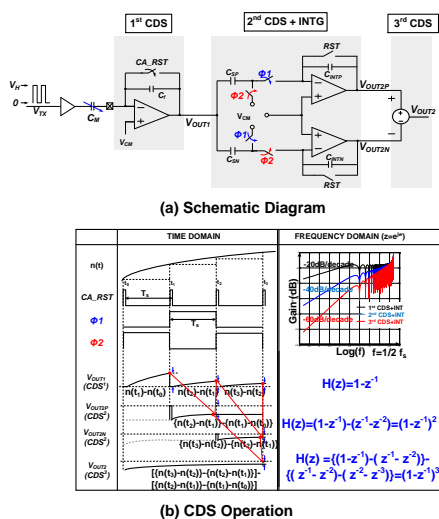 1st CDS
2nd CDS + INTG
3rd CDS
CA_RST
RST
VH
0
VTX
CM
Cf
VCM
VOUT1
CSP
Φ1
Φ2
VCM
Φ1
CSN
Φ2
CINTP
VOUT2P
CINTN
VOUT2N
RST
VOUT2
(a) Schematic Diagram
TIME DOMAIN
FREQUENCY DOMAIN (z=e^jw)
n(t)
CA_RST
Ts
Φ1
Ts
Φ2
-20dB/decade
-40dB/decade
-60dB/decade
Gain (dB)
1st CDS+INT
2nd CDS+INT
3rd CDS+INT
Log(f) f=1/2 fs
VOUT1
(CDS1)
n(t1)-n(t0) n(t2)-n(t1) n(t3)-n(t2)
H(z)=1-z-1
VOUT2P
(CDS2)
{n(t2)-n(t1)}-{n(t1)-n(t0)}
H(z)=(1-z-1)-(z-1-z-2)=(1-z-1)2
VOUT2N
(CDS2)
{n(t3)-n(t2)}-{n(t2)-n(t1)}
VOUT2
(CDS3)
[{n(t3)-n(t2)}-{n(t2)-n(t1)}]-
[{n(t2)-n(t1)}-{n(t1)-n(t0)}]
H(z) ={(1-z-1)-( z-1- z-2)}-
{( z-1- z-2)-( z-2- z-3)}=(1-z-1)3
(b) CDS Operation